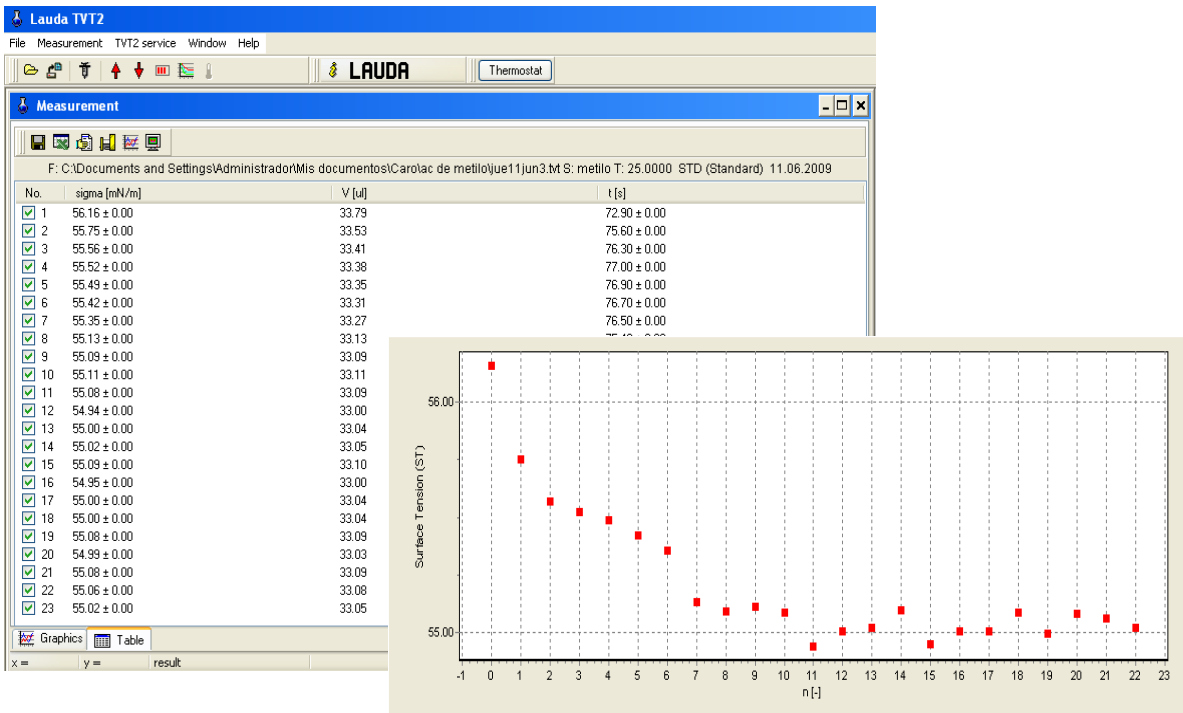 Lauda TVT2
File Measurement TVT2 service Window Help
LAUDA Thermostat
Measurement
F: C:\Documents and Settings\Administrador\Mis documentos\Caro\ac de metilo\jue11jun3.tvt S: metilo T: 25.0000 STD (Standard) 11.06.2009
No. sigma [mN/m] V [ul] t [s]
1 56.16 ± 0.00 33.79 72.90 ± 0.00
2 55.75 ± 0.00 33.53 75.60 ± 0.00
3 55.56 ± 0.00 33.41 76.30 ± 0.00
4 55.52 ± 0.00 33.38 77.00 ± 0.00
5 55.49 ± 0.00 33.35 76.90 ± 0.00
6 55.42 ± 0.00 33.31 76.70 ± 0.00
7 55.35 ± 0.00 33.27 76.50 ± 0.00
8 55.13 ± 0.00 33.13
9 55.09 ± 0.00 33.09
10 55.11 ± 0.00 33.11
11 55.08 ± 0.00 33.09
12 54.94 ± 0.00 33.00
13 55.00 ± 0.00 33.04
14 55.02 ± 0.00 33.05
15 55.09 ± 0.00 33.10
16 54.95 ± 0.00 33.00
17 55.00 ± 0.00 33.04
18 55.00 ± 0.00 33.04
19 55.08 ± 0.00 33.09
20 54.99 ± 0.00 33.03
21 55.08 ± 0.00 33.09
22 55.06 ± 0.00 33.08
23 55.02 ± 0.00 33.05
Graphics Table
x = y = result
56.00
Surface Tension (ST)
55.00
-1 0 1 2 3 4 5 6 7 8 9 10 11 12 13 14 15 16 17 18 19 20 21 22 23
n [-]